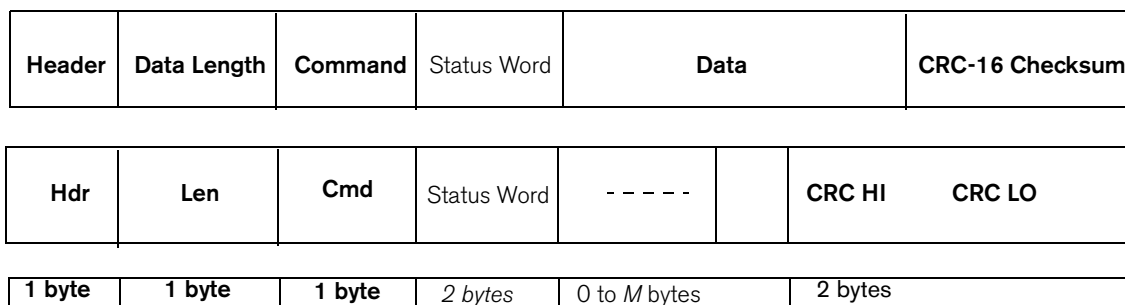 Header Data Length Command Status Word Data CRC-16 Checksum
Hdr Len Cmd Status Word - - - - - CRC HI CRC LO
1 byte 1 byte 1 byte 2 bytes 0 to M bytes 2 bytes